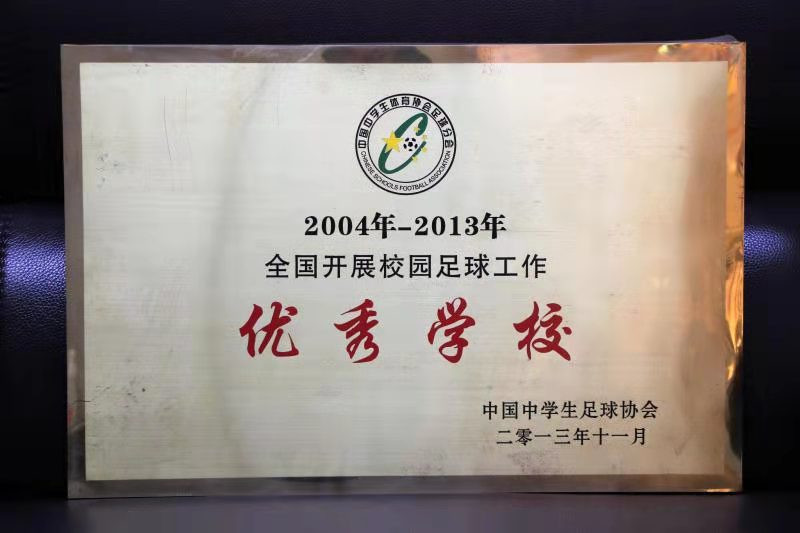 中国中学生体育协会足球分会
CHINESE SCHOOLS FOOTBALL ASSOCIATION
2004年-2013年
全国开展校园足球工作
优秀学校
中国中学生足球协会
二零一三年十一月